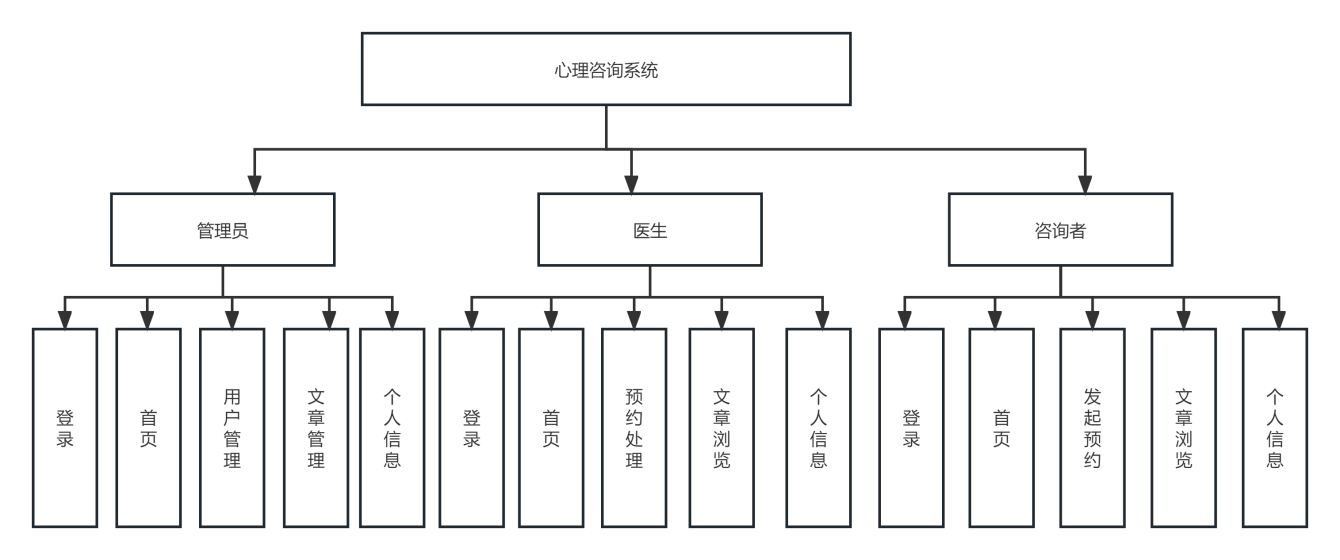 心理咨询系统
管理员
医生
咨询者
登录
首页
用户管理
文章管理
个人信息
登录
首页
预约处理
文章浏览
个人信息
登录
首页
发起预约
文章浏览
个人信息